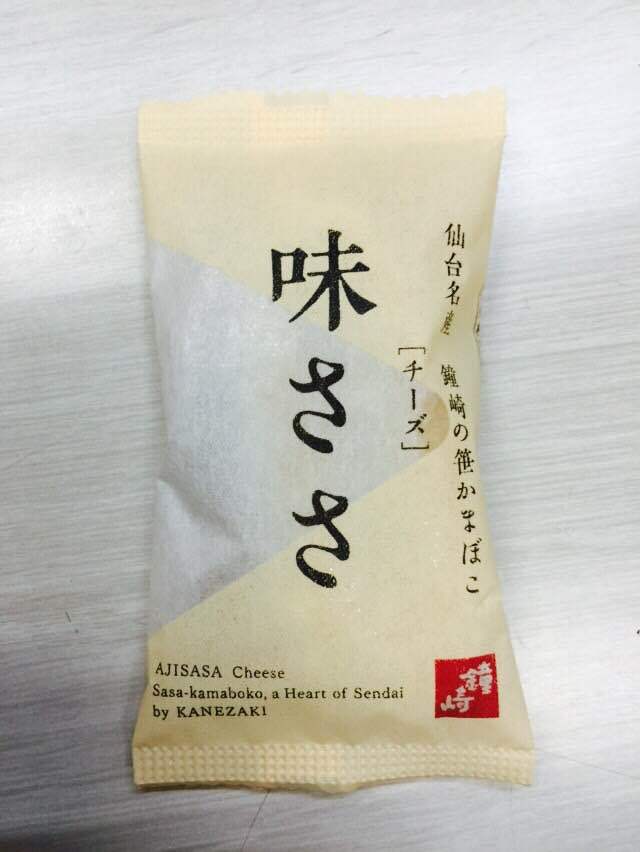 仙台名産 鐘崎の笹かまぼこ
味ささ
[チーズ]
AJISASA Cheese
Sasa-kamaboko, a Heart of Sendai
by KANEZAKI
鐘崎